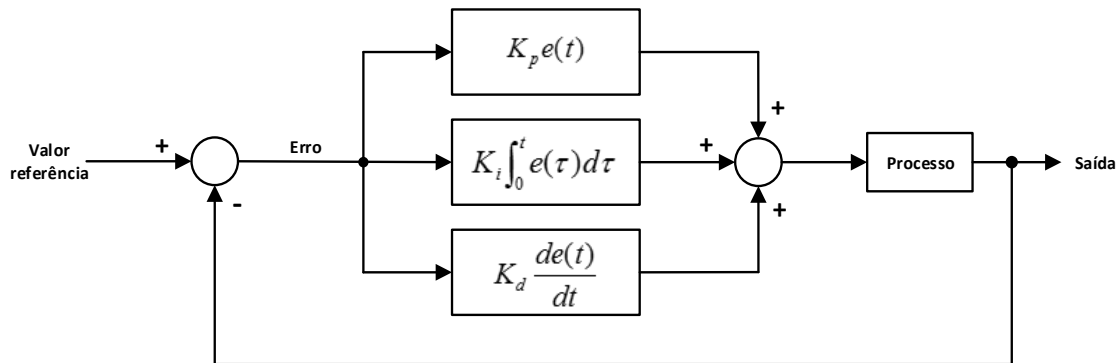 K_p e(t)
+
Valor
referência
+
Erro
K_i ∫_0^t e(τ)dτ
+
Processo
Saída
-
+
K_d de(t)/dt